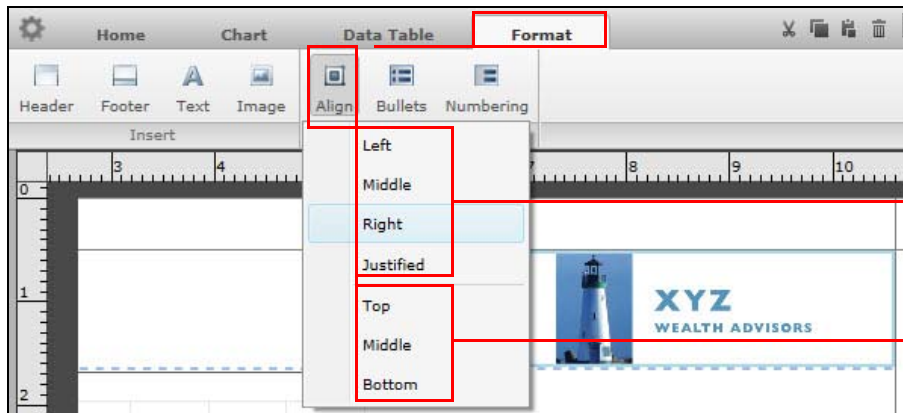 Home Chart Data Table Format
Header Footer Text Image Align Bullets Numbering
Insert
3 4 7 8 9 10
0
Left
Middle
Right
Justified
1
XYZ
WEALTH ADVISORS
Top
Middle
Bottom
2